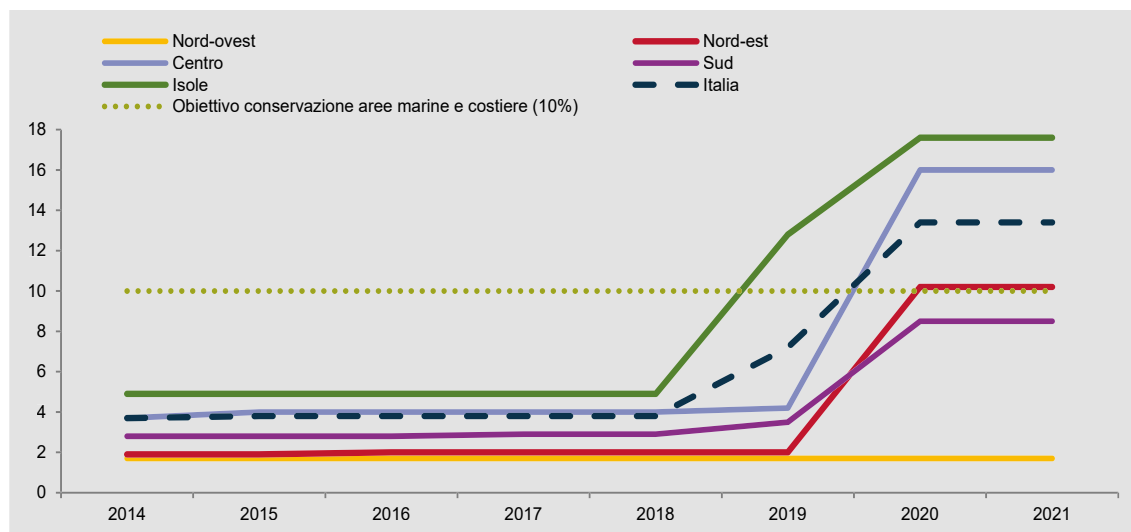 Nord-ovest Nord-est
Centro Sud
Isole Italia
Obiettivo conservazione aree marine e costiere (10%)
18
16
14
12
10
8
6
4
2
0
2014 2015 2016 2017 2018 2019 2020 2021